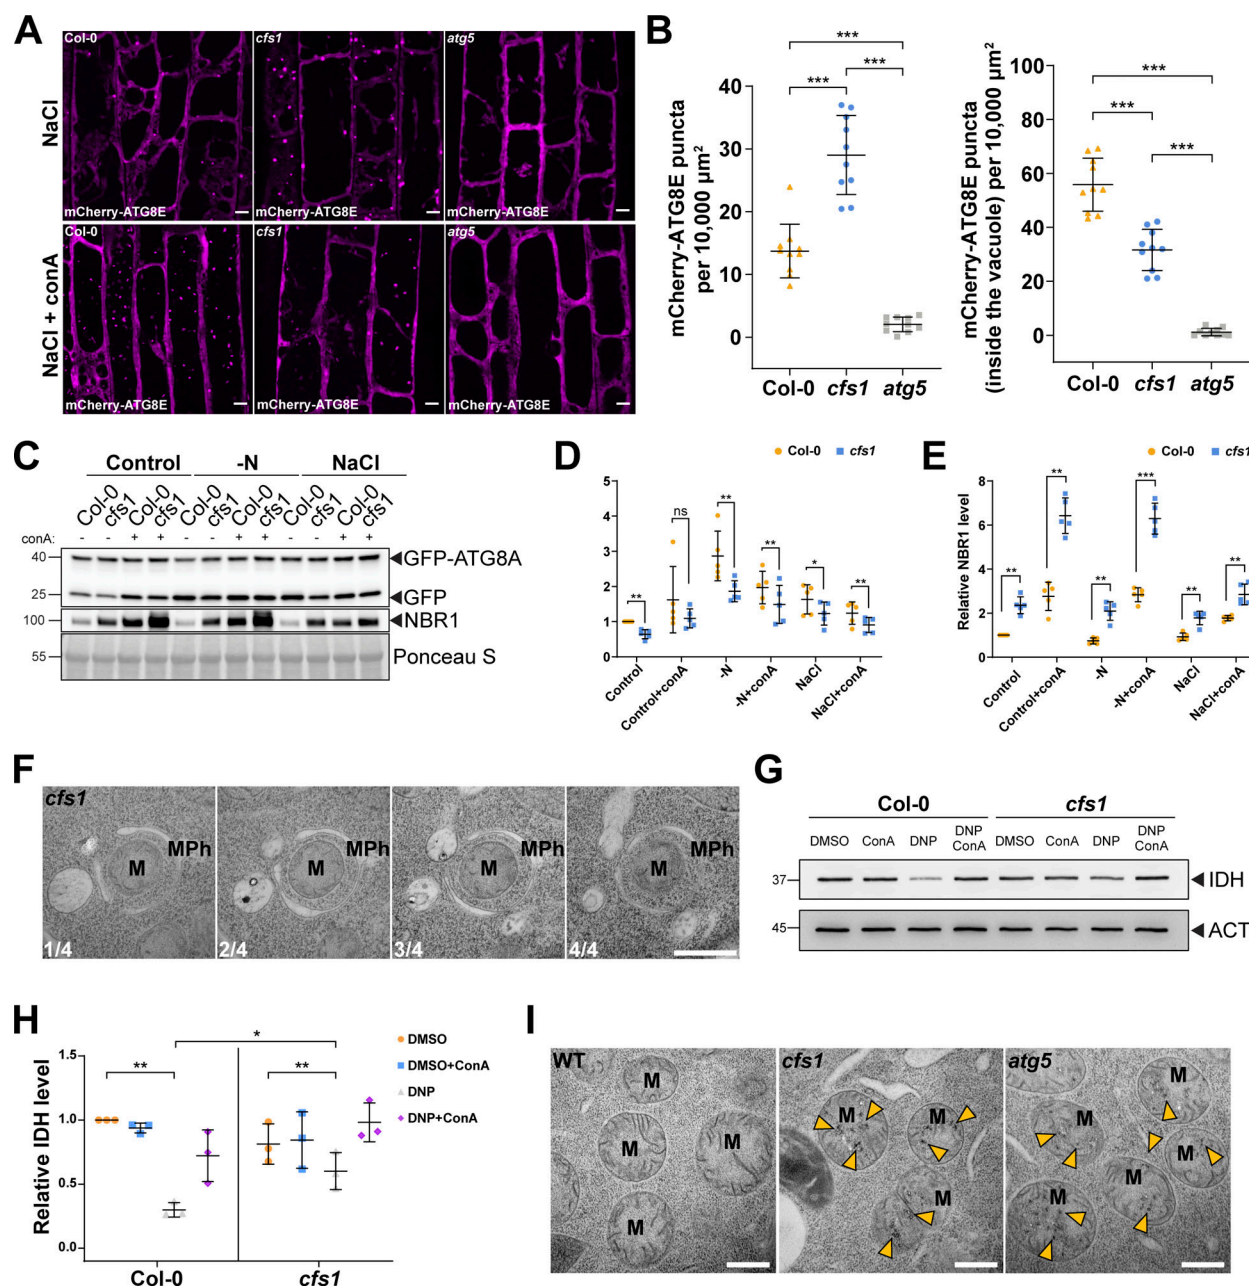 A
NaCl
Col-0
cfs1
atg5
mCherry-ATG8E
mCherry-ATG8E
mCherry-ATG8E
NaCl + conA
Col-0
cfs1
atg5
mCherry-ATG8E
mCherry-ATG8E
mCherry-ATG8E
B
mCherry-ATG8E puncta
per 10,000 µm²
40
30
20
10
0
***
***
***
Col-0 cfs1 atg5
mCherry-ATG8E puncta
(inside the vacuole) per 10,000 µm²
100
80
60
40
20
0
***
***
***
Col-0 cfs1 atg5
C
Control -N NaCl
Col-0 cfs1 Col-0 cfs1 Col-0 cfs1 Col-0 cfs1 Col-0 cfs1 Col-0 cfs1
conA: - - + + - - + + - - + +
40 GFP-ATG8A
25 GFP
100 NBR1
55 Ponceau S
D
Col-0 cfs1
5
4
3
2
1
0
** ns ** ** * **
Control Control+conA -N -N+conA NaCl NaCl+conA
E
Col-0 cfs1
Relative NBR1 level
8
6
4
2
0
** ** ** *** ** **
Control Control+conA -N -N+conA NaCl NaCl+conA
F
cfs1
M MPh
1/4
M MPh
2/4
M MPh
3/4
M MPh
4/4
G
Col-0 cfs1
DMSO ConA DNP DNP ConA DMSO ConA DNP DNP ConA
37 IDH
45 ACT
H
Relative IDH level
1.5
1.0
0.5
0.0
*
** **
DMSO
DMSO+ConA
DNP
DNP+ConA
Col-0 cfs1
I
WT
M
M M
M
cfs1
M M
M
atg5
M
M
M M